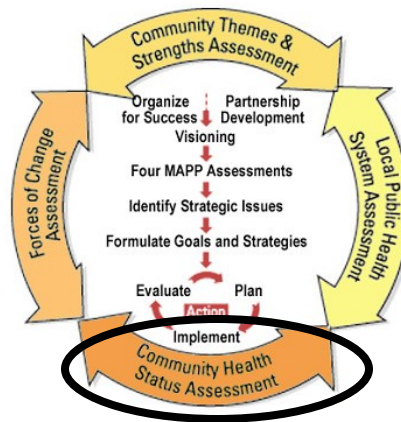 Community Themes &
Strengths Assessment
Organize
for Success
Partnership
Development
Visioning
Four MAPP Assessments
Identify Strategic Issues
Formulate Goals and Strategies
Evaluate
Plan
Action
Implement
Forces of Change
Assessment
Local Public Health
System Assessment
Community Health
Status Assessment